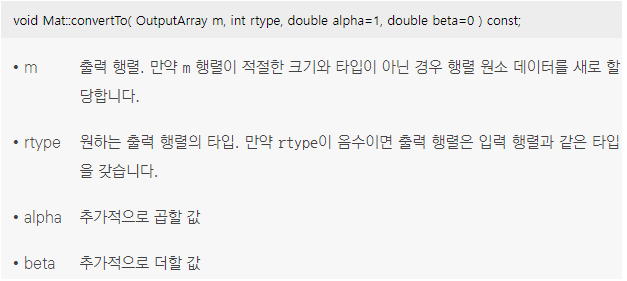 void Mat::convertTo( OutputArray m, int rtype, double alpha=1, double beta=0 ) const;
• m 출력 행렬. 만약 m 행렬이 적절한 크기와 타입이 아닌 경우 행렬 원소 데이터를 새로 할
당합니다.
• rtype 원하는 출력 행렬의 타입. 만약 rtype이 음수이면 출력 행렬은 입력 행렬과 같은 타입
을 갖습니다.
• alpha 추가적으로 곱할 값
• beta 추가적으로 더할 값